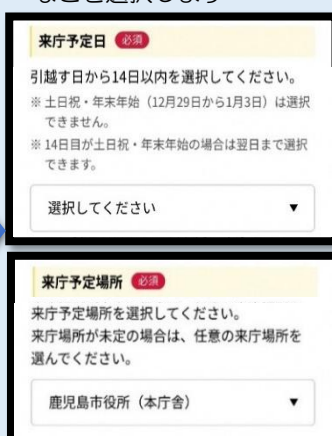 来庁予定日 必須
引越す日から14日以内を選択してください。
※ 土日祝・年末年始（12月29日から1月3日）は選択
できません。
※ 14日目が土日祝・年末年始の場合は翌日まで選択
できます。
選択してください ▼
来庁予定場所 必須
来庁予定場所を選択してください。
来庁場所が未定の場合は、任意の来庁場所を
選んでください。
鹿児島市役所（本庁舎） ▼